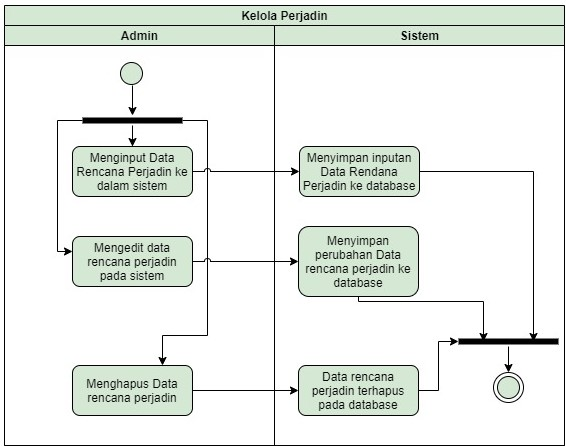 Kelola Perjadin
Admin
Sistem
Menginput Data
Rencana Perjadin ke
dalam sistem
Menyimpan inputan
Data Rendana
Perjadin ke database
Mengedit data
rencana perjadin
pada sistem
Menyimpan
perubahan Data
rencana perjadin ke
database
Menghapus Data
rencana perjadin
Data rencana
perjadin terhapus
pada database